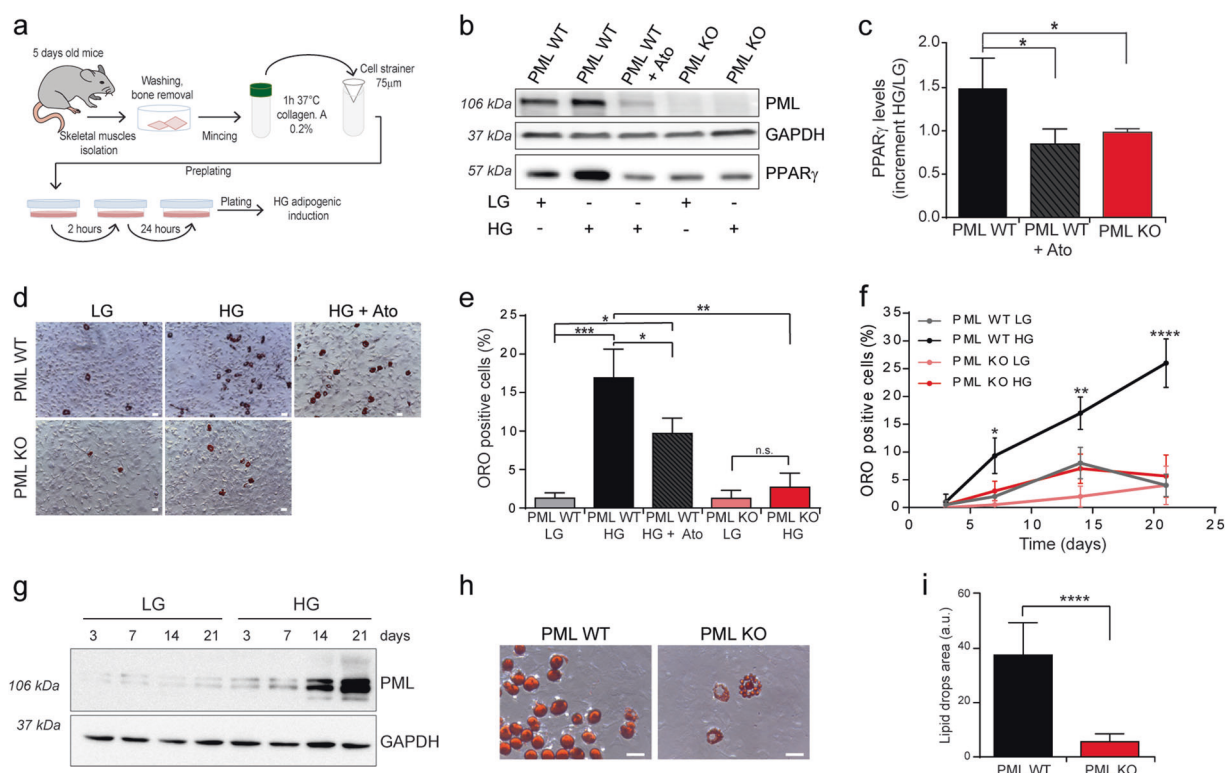 a
5 days old mice
Skeletal muscles
isolation
Washing,
bone removal
Mincing
1h 37°C
collagen. A
0.2%
Cell strainer
75μm
Preplating
2 hours
24 hours
Plating
HG adipogenic
induction
b
PML WT
PML WT
PML WT
+ Ato
PML KO
PML KO
106 kDa
PML
37 kDa
GAPDH
57 kDa
PPARγ
LG + - - + -
HG - + + - +
c
PPARγ levels
(increment HG/LG)
2.0
1.5
1.0
0.5
0.0
*
*
PML WT
PML WT
+ Ato
PML KO
d
LG HG HG + Ato
PML WT
PML KO
e
ORO positive cells (%)
25
20
15
10
5
0
*
***
*
**
n.s.
PML WT
LG
PML WT
HG
PML WT
HG + Ato
PML KO
LG
PML KO
HG
f
ORO positive cells (%)
35
30
25
20
15
10
5
0
PML WT LG
PML WT HG
PML KO LG
PML KO HG
*
**
****
0 5 10 15 20 25
Time (days)
g
LG HG
3 7 14 21 3 7 14 21 days
106 kDa
PML
37 kDa
GAPDH
h
PML WT PML KO
i
Lipid drops area (a.u.)
60
40
20
0
****
PML WT PML KO